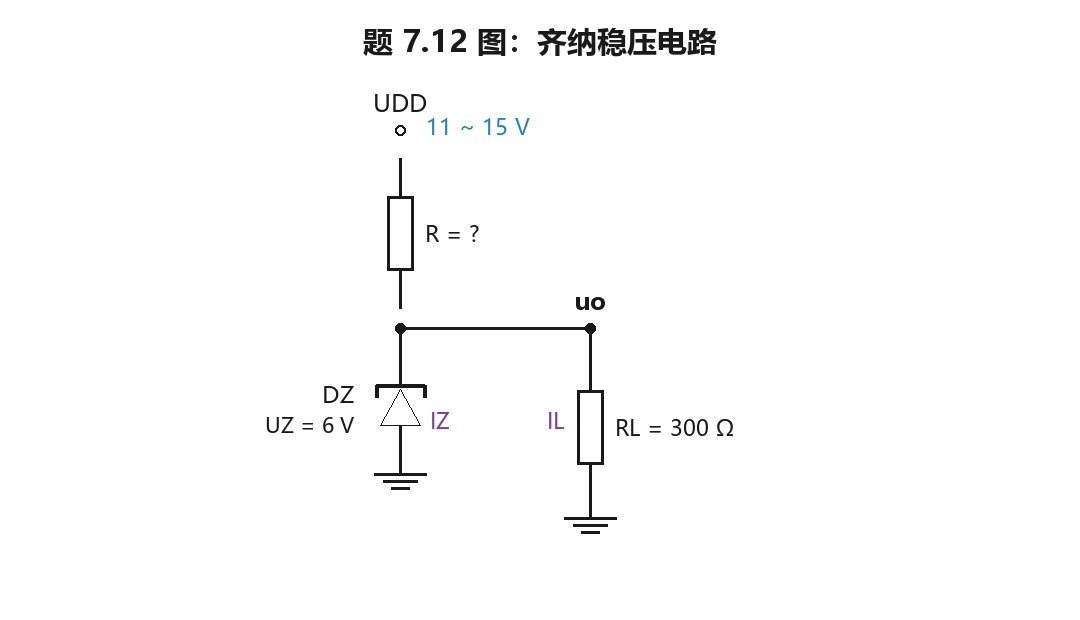 题 7.12 图：齐纳稳压电路
UDD
11 ~ 15 V
R = ?
uo
DZ
UZ = 6 V
IZ
IL
RL = 300 Ω